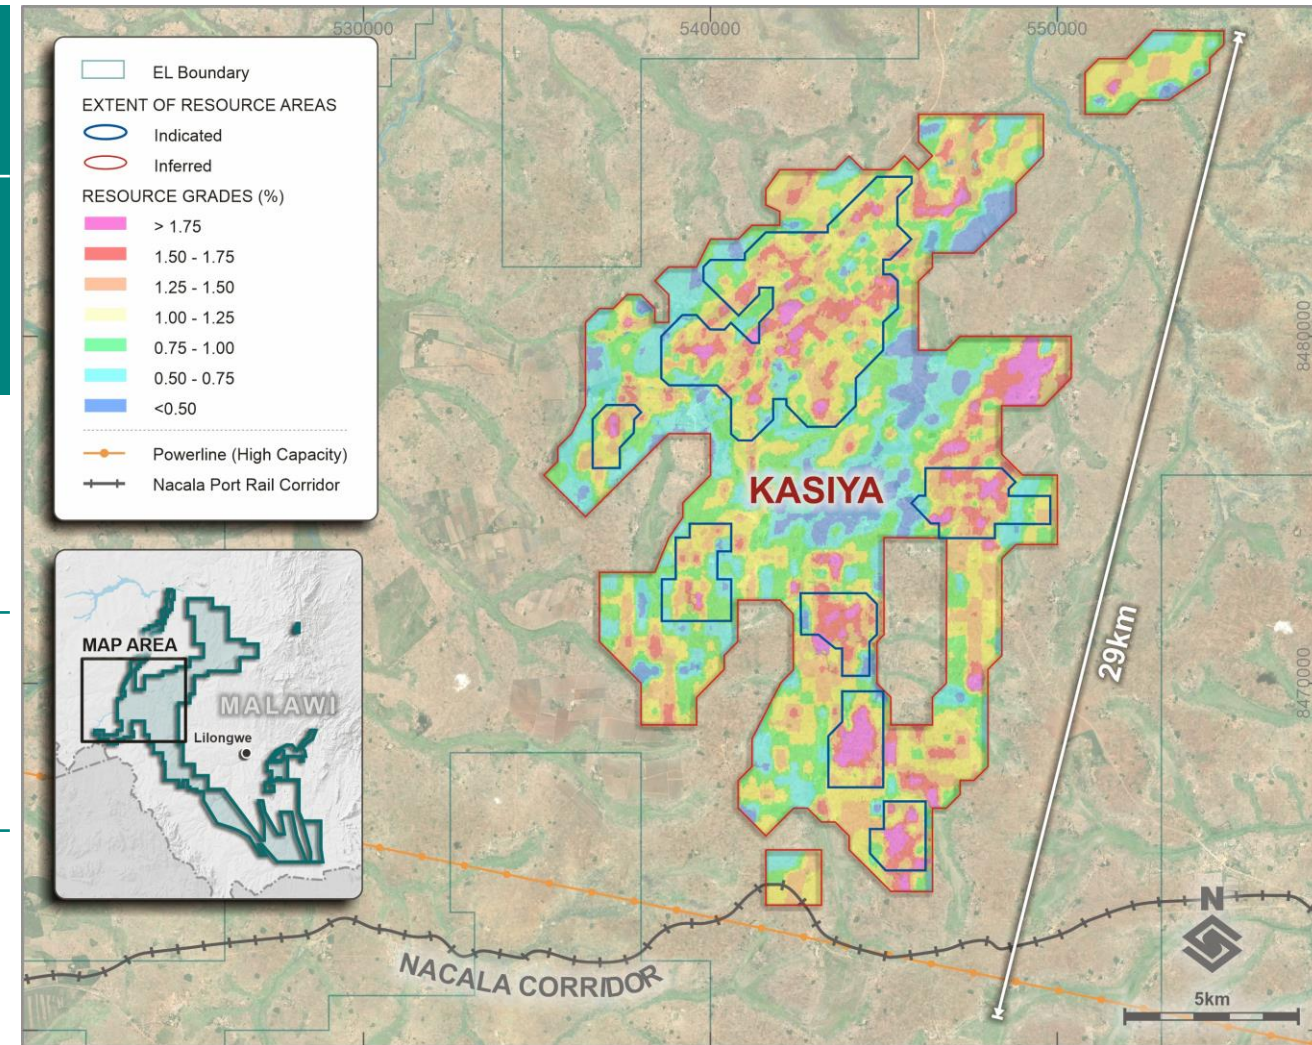 530000
540000
550000
EL Boundary
EXTENT OF RESOURCE AREAS
Indicated
Inferred
RESOURCE GRADES (%)
> 1.75
1.50 - 1.75
1.25 - 1.50
1.00 - 1.25
0.75 - 1.00
0.50 - 0.75
<0.50
Powerline (High Capacity)
Nacala Port Rail Corridor
8480000
KASIYA
29km
8470000
MAP AREA
MALAWI
Lilongwe
NACALA CORRIDOR
N
5km